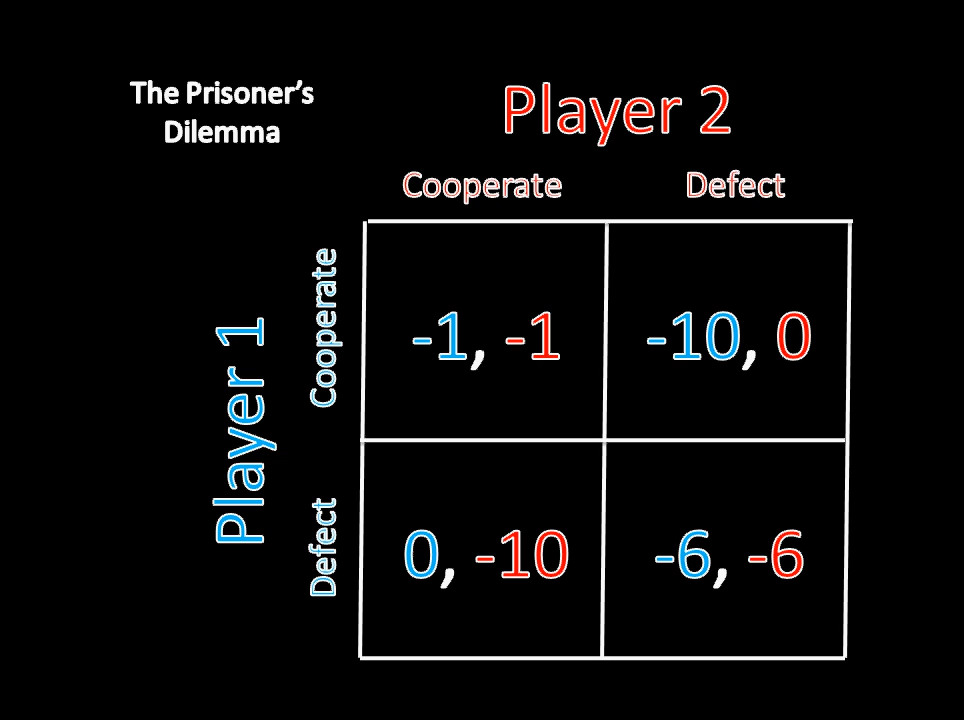 The Prisoner’s
Dilemma
Player 2
Cooperate Defect
Player 1
Cooperate
-1, -1 -10, 0
Defect
0, -10 -6, -6